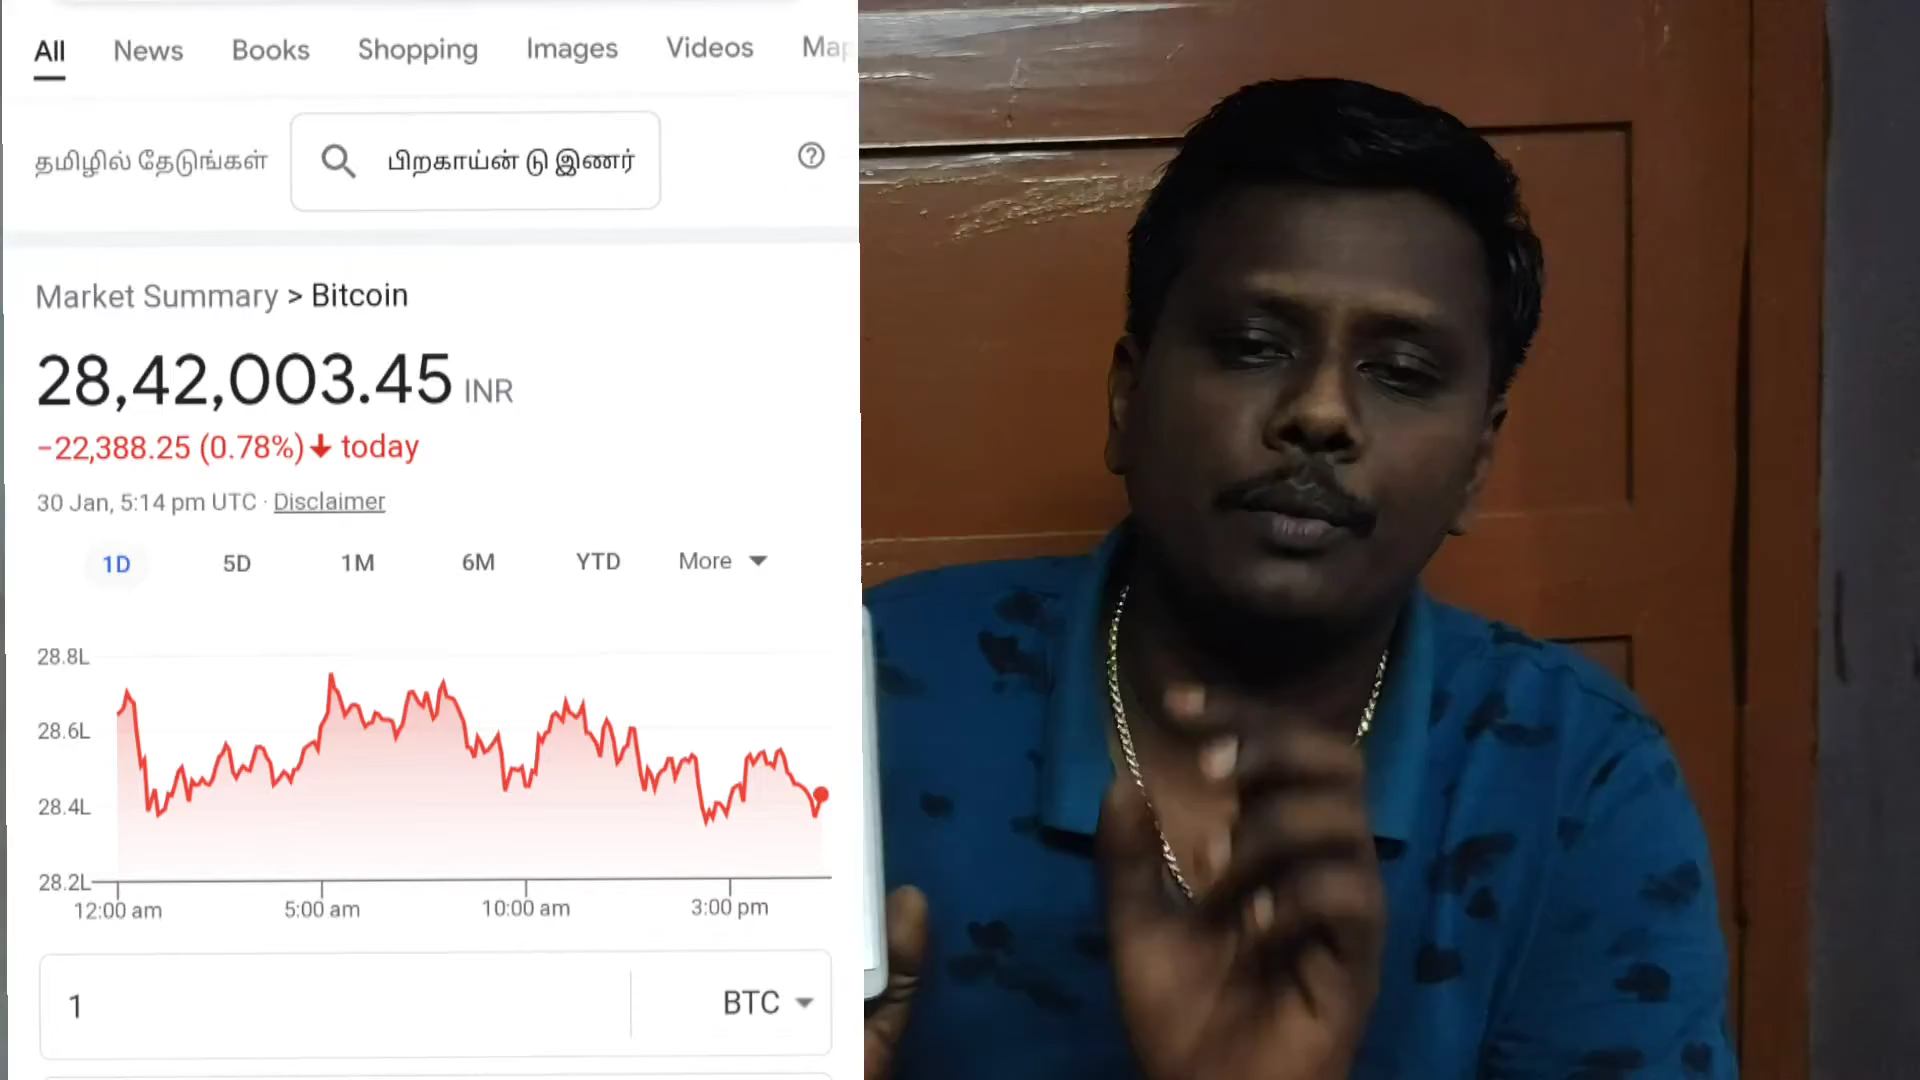 All News Books Shopping Images Videos Map
தமிழில் தேடுங்கள் பிறகாய்ன் டு இணர்
Market Summary > Bitcoin
28,42,003.45 INR
−22,388.25 (0.78%) today
30 Jan, 5:14 pm UTC · Disclaimer
1D 5D 1M 6M YTD More
28.8L
28.6L
28.4L
28.2L
12:00 am 5:00 am 10:00 am 3:00 pm
1 BTC